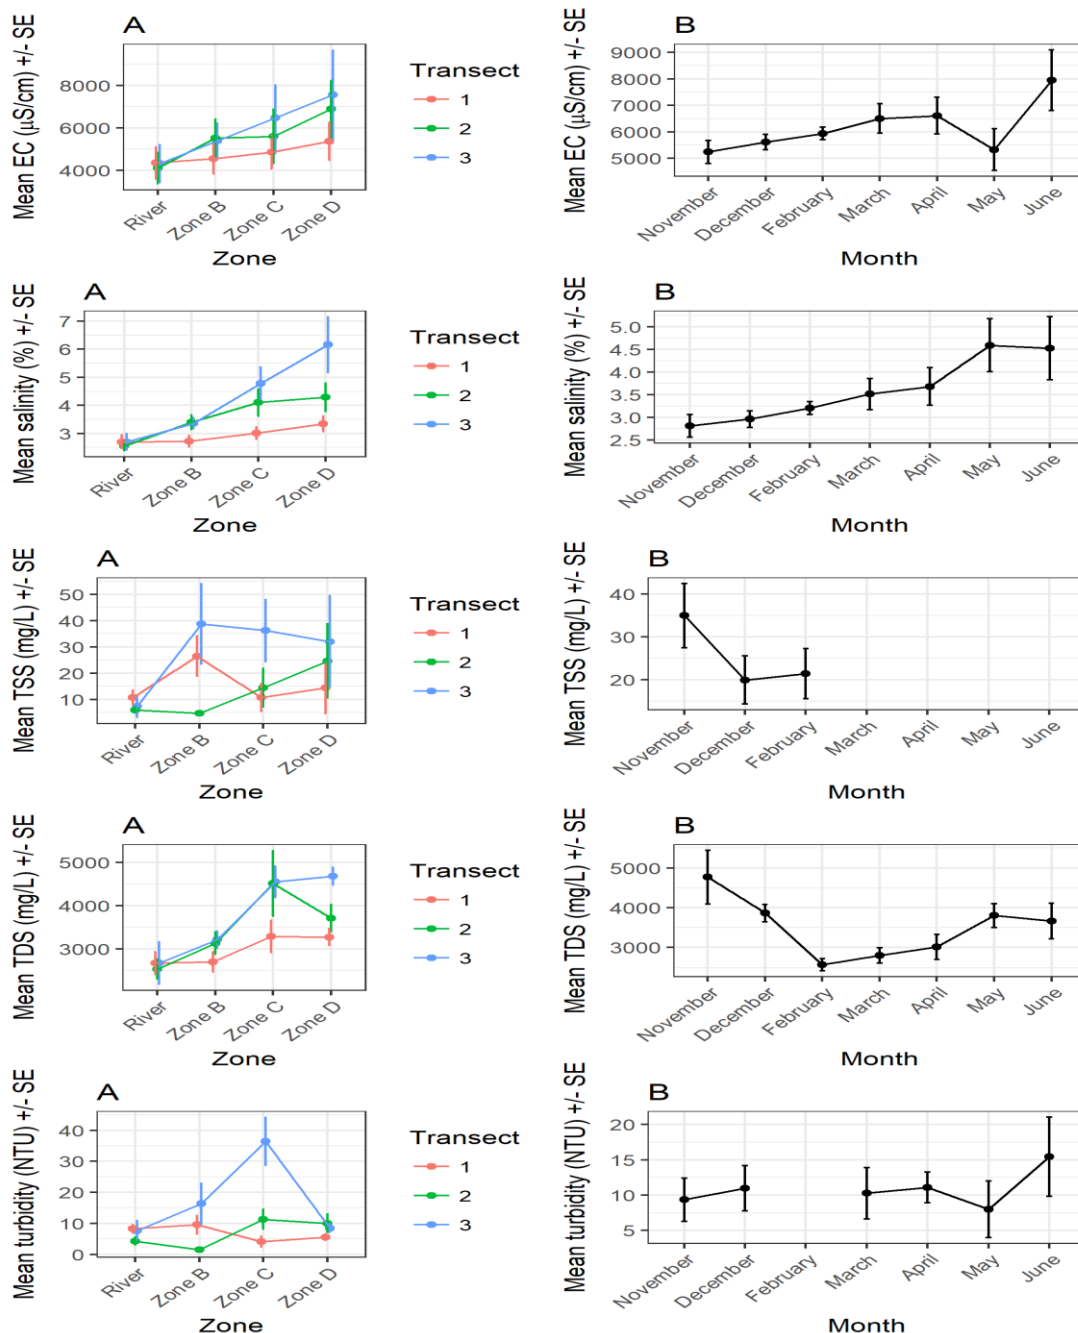 A
Mean EC (µS/cm) +/- SE
8000
6000
4000
River
Zone B
Zone C
Zone D
Zone
Transect
1
2
3
B
Mean EC (µS/cm) +/- SE
9000
8000
7000
6000
5000
November
December
February
March
April
May
June
Month
A
Mean salinity (%) +/- SE
7
6
5
4
3
River
Zone B
Zone C
Zone D
Zone
Transect
1
2
3
B
Mean salinity (%) +/- SE
5.0
4.5
4.0
3.5
3.0
2.5
November
December
February
March
April
May
June
Month
A
Mean TSS (mg/L) +/- SE
50
40
30
20
10
River
Zone B
Zone C
Zone D
Zone
Transect
1
2
3
B
Mean TSS (mg/L) +/- SE
40
30
20
November
December
February
March
April
May
June
Month
A
Mean TDS (mg/L) +/- SE
5000
4000
3000
River
Zone B
Zone C
Zone D
Zone
Transect
1
2
3
B
Mean TDS (mg/L) +/- SE
5000
4000
3000
November
December
February
March
April
May
June
Month
A
Mean turbidity (NTU) +/- SE
40
30
20
10
0
River
Zone B
Zone C
Zone D
Zone
Transect
1
2
3
B
Mean turbidity (NTU) +/- SE
20
15
10
5
November
December
February
March
April
May
June
Month